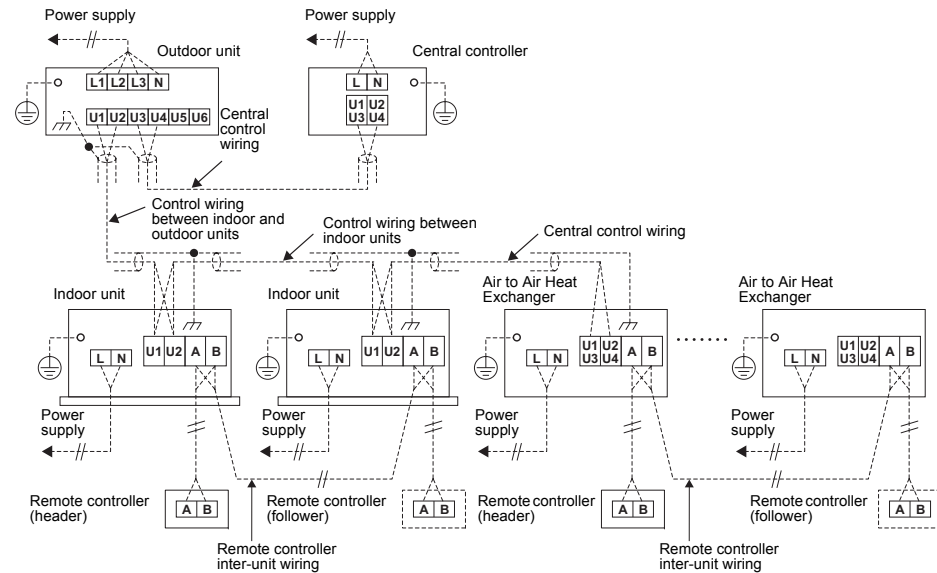 Power supply
Power supply
Outdoor unit
Central controller
L1 L2 L3 N
L N
U1 U2 U3 U4 U5 U6
U1 U2
U3 U4
Central
control
wiring
Control wiring
between indoor and
outdoor units
Control wiring between
indoor units
Central control wiring
Indoor unit
Indoor unit
Air to Air Heat
Exchanger
Air to Air Heat
Exchanger
L N
U1 U2 A B
L N
U1 U2 A B
L N
U1 U2
U3 U4
A B
L N
U1 U2
U3 U4
A B
Power
supply
Power
supply
Power
supply
Power
supply
Remote controller
(header)
A B
Remote controller
(follower)
A B
Remote controller
(header)
A B
Remote controller
(follower)
A B
Remote controller
inter-unit wiring
Remote controller
inter-unit wiring